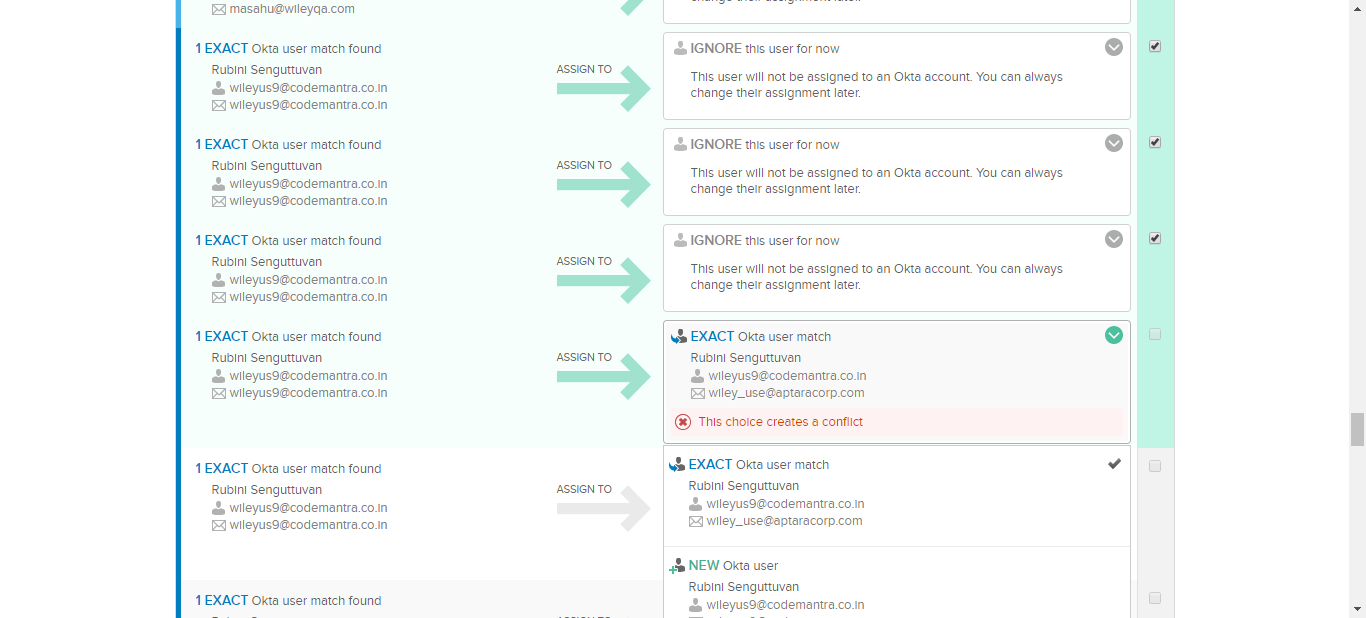 masahu@wileyqa.com
change their assignment later.
1 EXACT Okta user match found
Rubini Senguttuvan
wileyus9@codemantra.co.in
wileyus9@codemantra.co.in
ASSIGN TO
IGNORE this user for now
This user will not be assigned to an Okta account. You can always
change their assignment later.
1 EXACT Okta user match found
Rubini Senguttuvan
wileyus9@codemantra.co.in
wileyus9@codemantra.co.in
ASSIGN TO
IGNORE this user for now
This user will not be assigned to an Okta account. You can always
change their assignment later.
1 EXACT Okta user match found
Rubini Senguttuvan
wileyus9@codemantra.co.in
wileyus9@codemantra.co.in
ASSIGN TO
IGNORE this user for now
This user will not be assigned to an Okta account. You can always
change their assignment later.
1 EXACT Okta user match found
Rubini Senguttuvan
wileyus9@codemantra.co.in
wileyus9@codemantra.co.in
ASSIGN TO
EXACT Okta user match
Rubini Senguttuvan
wileyus9@codemantra.co.in
wiley_use@aptaracorp.com
This choice creates a conflict
1 EXACT Okta user match found
Rubini Senguttuvan
wileyus9@codemantra.co.in
wileyus9@codemantra.co.in
ASSIGN TO
EXACT Okta user match
Rubini Senguttuvan
wileyus9@codemantra.co.in
wiley_use@aptaracorp.com
NEW Okta user
Rubini Senguttuvan
wileyus9@codemantra.co.in
1 EXACT Okta user match found